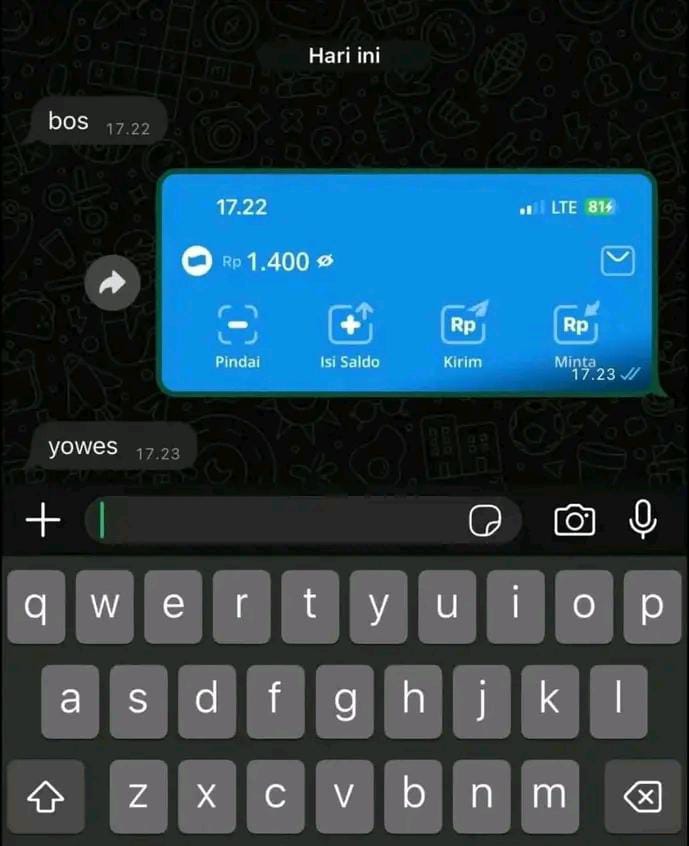 Hari ini
bos 17.22
17.22 LTE 81
Rp 1.400
Pindai Isi Saldo Rp Kirim Rp Minta
17.23
yowes 17.23
q w e r t y u i o p
a s d f g h j k l
z x c v b n m